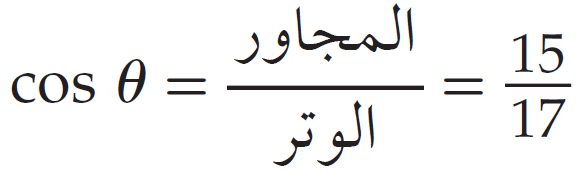 cos θ = المجاور / الوتر = 15 / 17